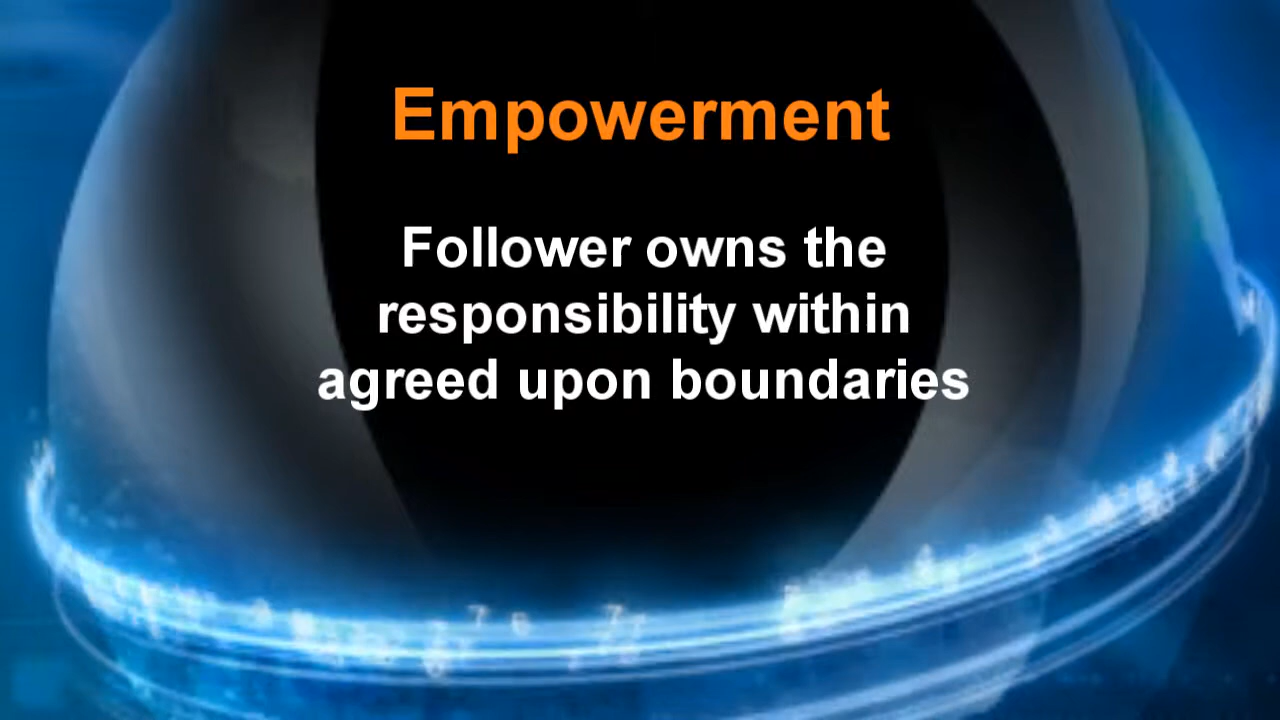 Empowerment
Follower owns the
responsibility within
agreed upon boundaries